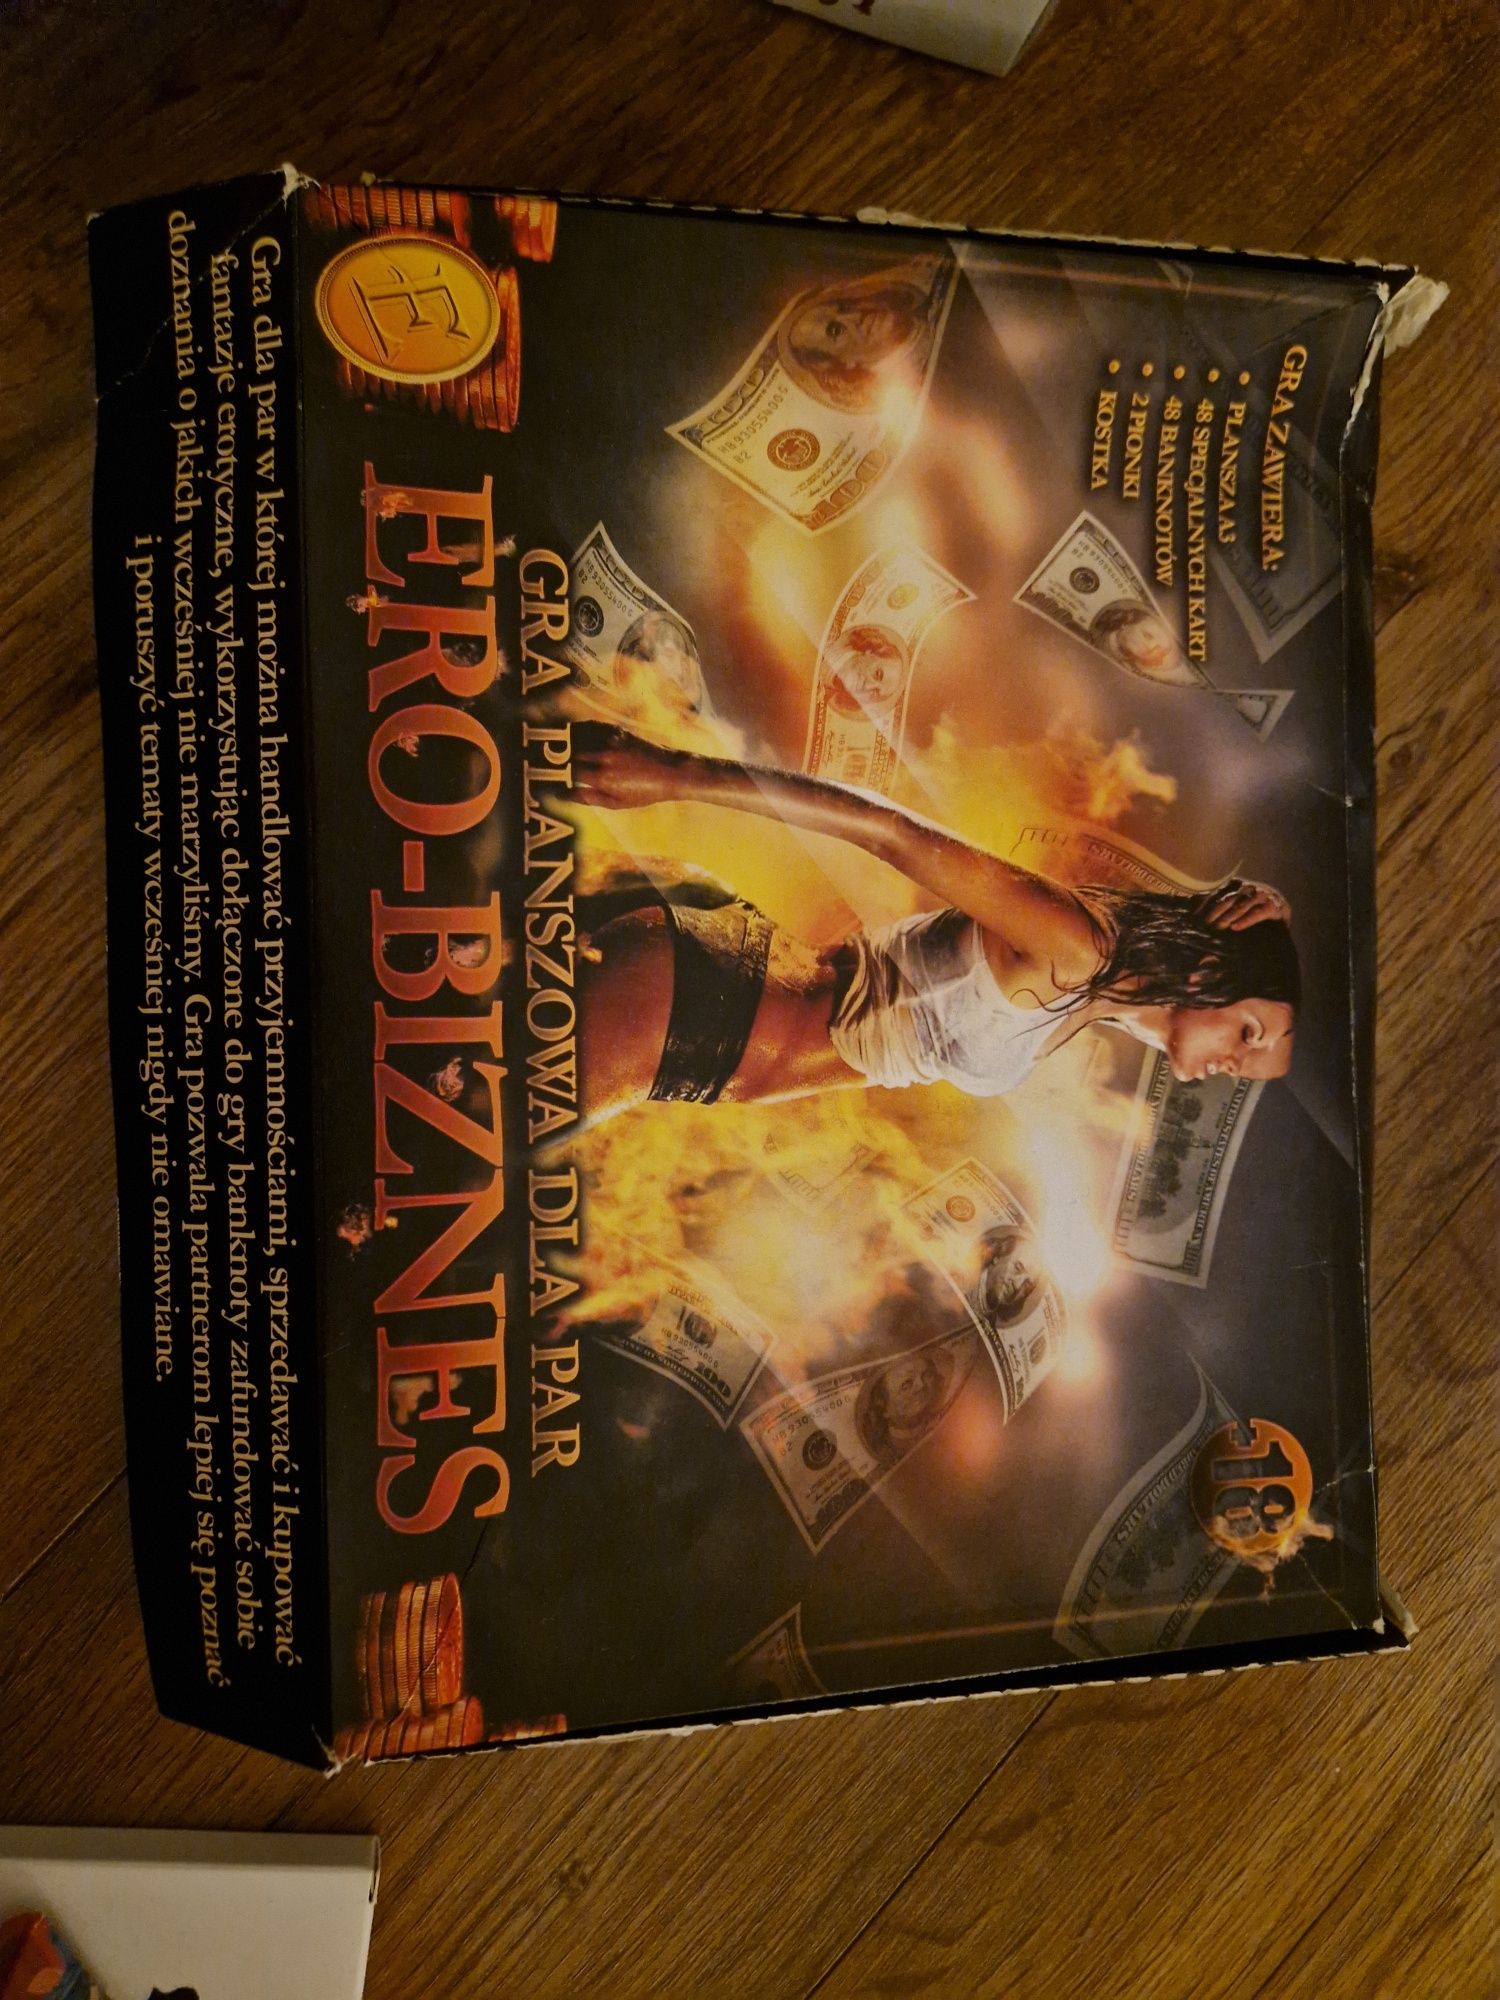 GRA ZAWIERA:
• PLANSZA A3
• 48 SPECJALNYCH KART
• 48 BANKNOTÓW
• 2 PIONKI
• KOSTKA
18
GRA PLANSZOWA DLA PAR
ERO-BIZNES
E
Gra dla par w której można handlować przyjemnościami, sprzedawać i kupować
fantazje erotyczne, wykorzystując dołączone do gry banknoty zafundować sobie
doznania o jakich wcześniej nie marzyliśmy. Gra pozwala partnerom lepiej się poznać
i poruszyć tematy wcześniej nigdy nie omawiane.